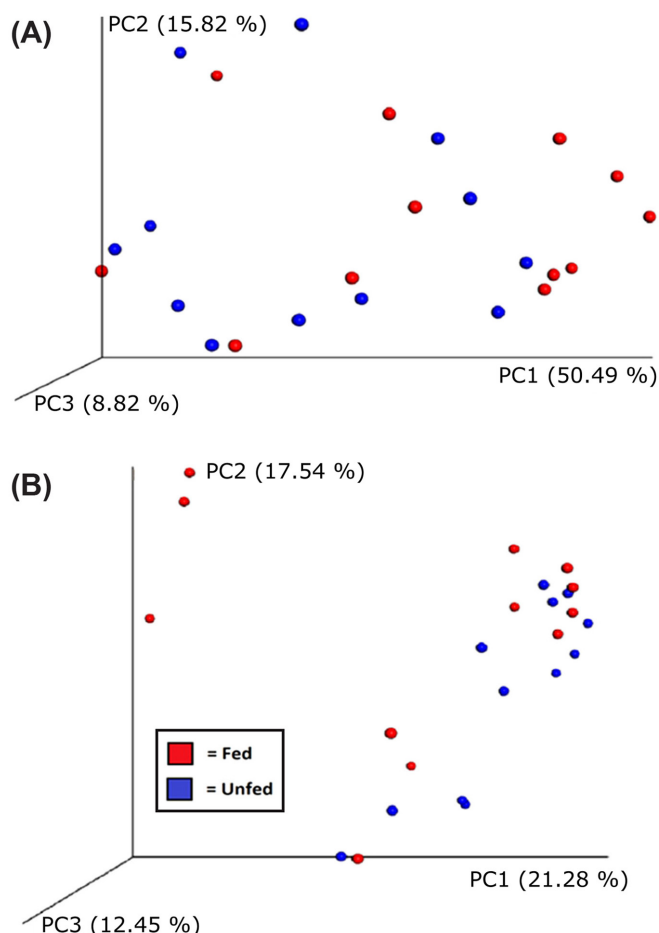 (A)
PC2 (15.82 %)
PC1 (50.49 %)
PC3 (8.82 %)
(B)
PC2 (17.54 %)
= Fed
= Unfed
PC1 (21.28 %)
PC3 (12.45 %)